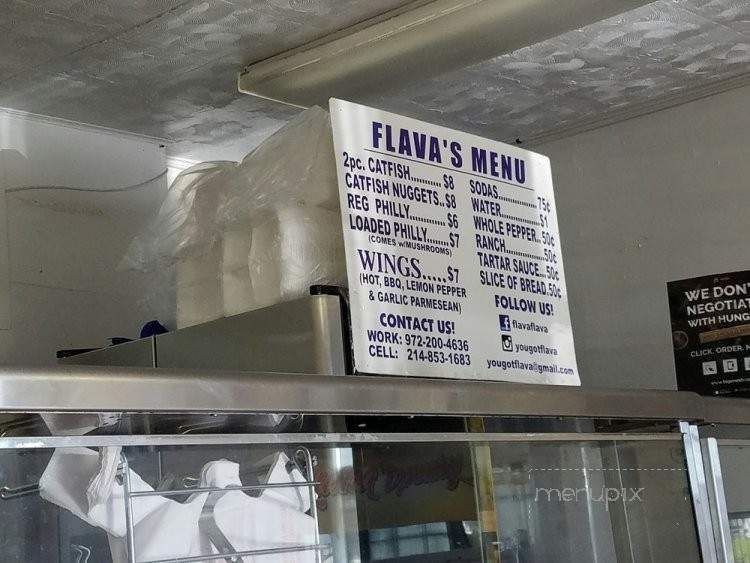 FLAVA'S MENU
2pc. CATFISH........... $8
CATFISH NUGGETS..$8
REG PHILLY............ $6
LOADED PHILLY.......$7
(COMES w/MUSHROOMS)
WINGS.....$7
(HOT, BBQ, LEMON PEPPER
& GARLIC PARMESEAN)
CONTACT US!
WORK: 972-200-4636
CELL: 214-853-1683
SODAS................. 75¢
WATER................$1
WHOLE PEPPER..50¢
RANCH................50¢
TARTAR SAUCE...50¢
SLICE OF BREAD.50¢
FOLLOW US!
flavaflava
yougotflava
yougotflava@gmail.com
WE DON'
NEGOTIA
WITH HUNG
CLICK. ORDER.
menupix